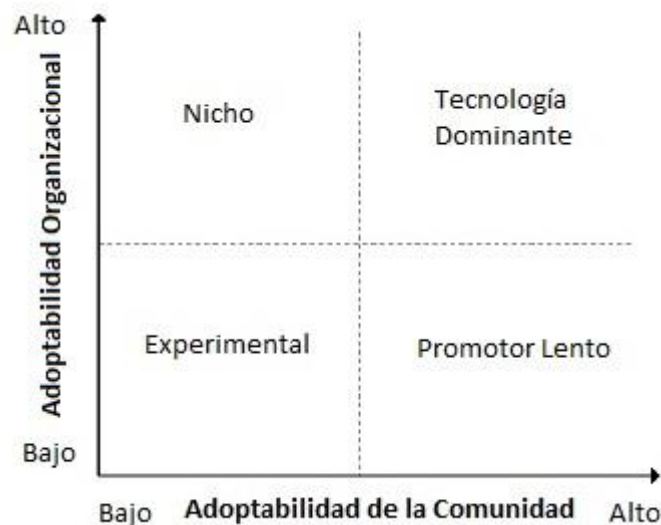 Alto
Adoptabilidad Organizacional
Nicho
Tecnología
Dominante
Experimental
Promotor Lento
Bajo
Bajo
Adoptabilidad de la Comunidad
Alto